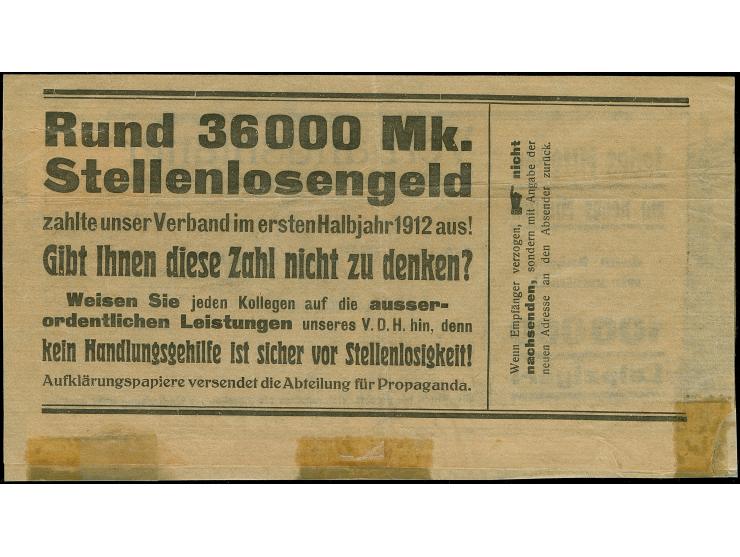 Rund 36000 Mk.
Stellenlosengeld
zahlte unser Verband im ersten Halbjahr 1912 aus!
Gibt Ihnen diese Zahl nicht zu denken?
Weisen Sie jeden Kollegen auf die ausser-
ordentlichen Leistungen unseres V. D. H. hin, denn
kein Handlungsgehilfe ist sicher vor Stellenlosigkeit!
Aufklärungspapiere versendet die Abteilung für Propaganda.
Wenn Empfänger verzogen, ☛ nicht
nachsenden, sondern mit Angabe der
neuen Adresse an den Absender zurück.